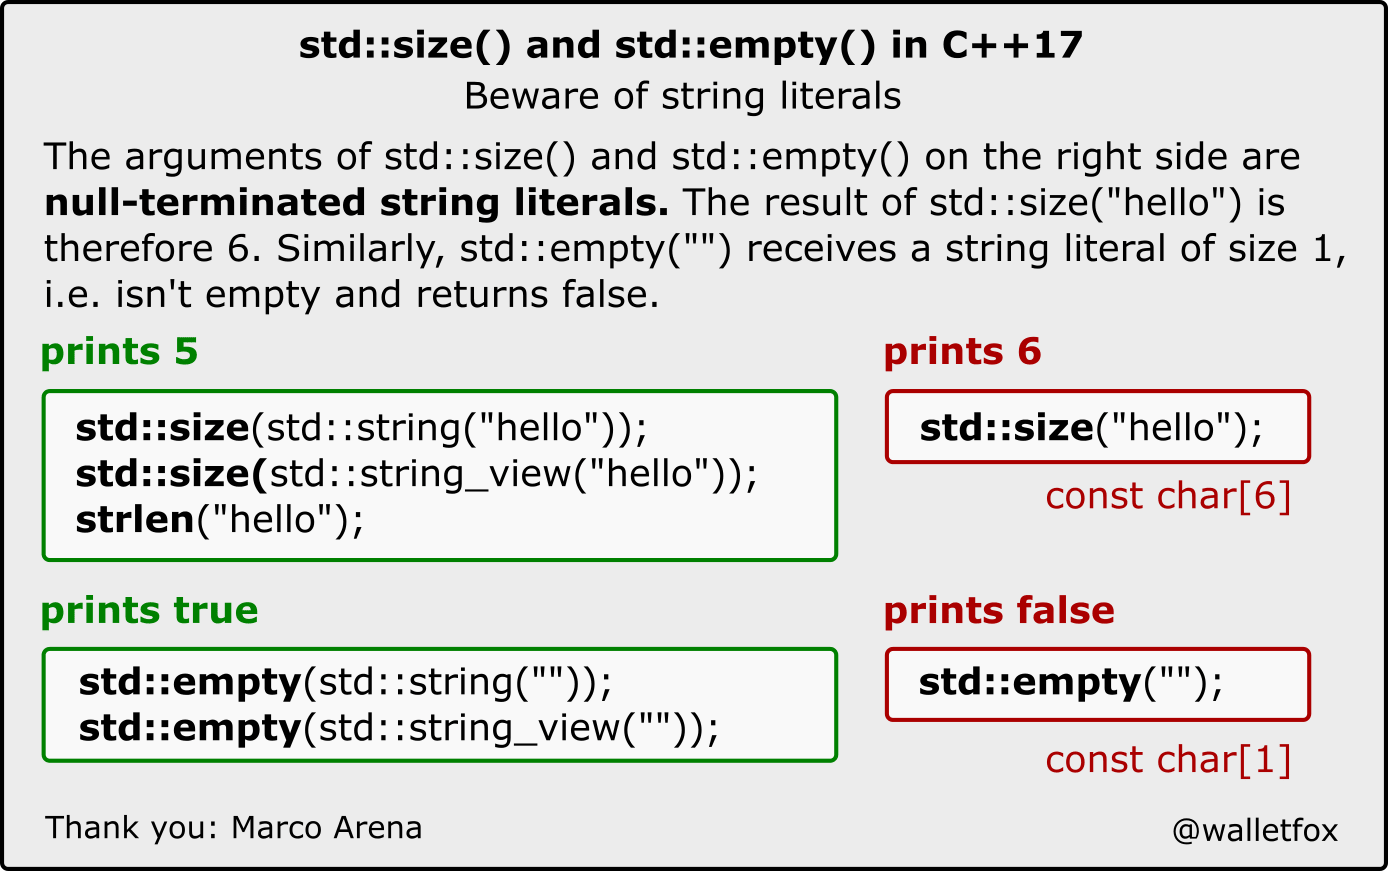 std::size() and std::empty() in C++17
Beware of string literals
The arguments of std::size() and std::empty() on the right side are
null-terminated string literals. The result of std::size("hello") is
therefore 6. Similarly, std::empty("") receives a string literal of size 1,
i.e. isn't empty and returns false.
prints 5
std::size(std::string("hello"));
std::size(std::string_view("hello"));
strlen("hello");
prints 6
std::size("hello");
const char[6]
prints true
std::empty(std::string(""));
std::empty(std::string_view(""));
prints false
std::empty("");
const char[1]
Thank you: Marco Arena
@walletfox